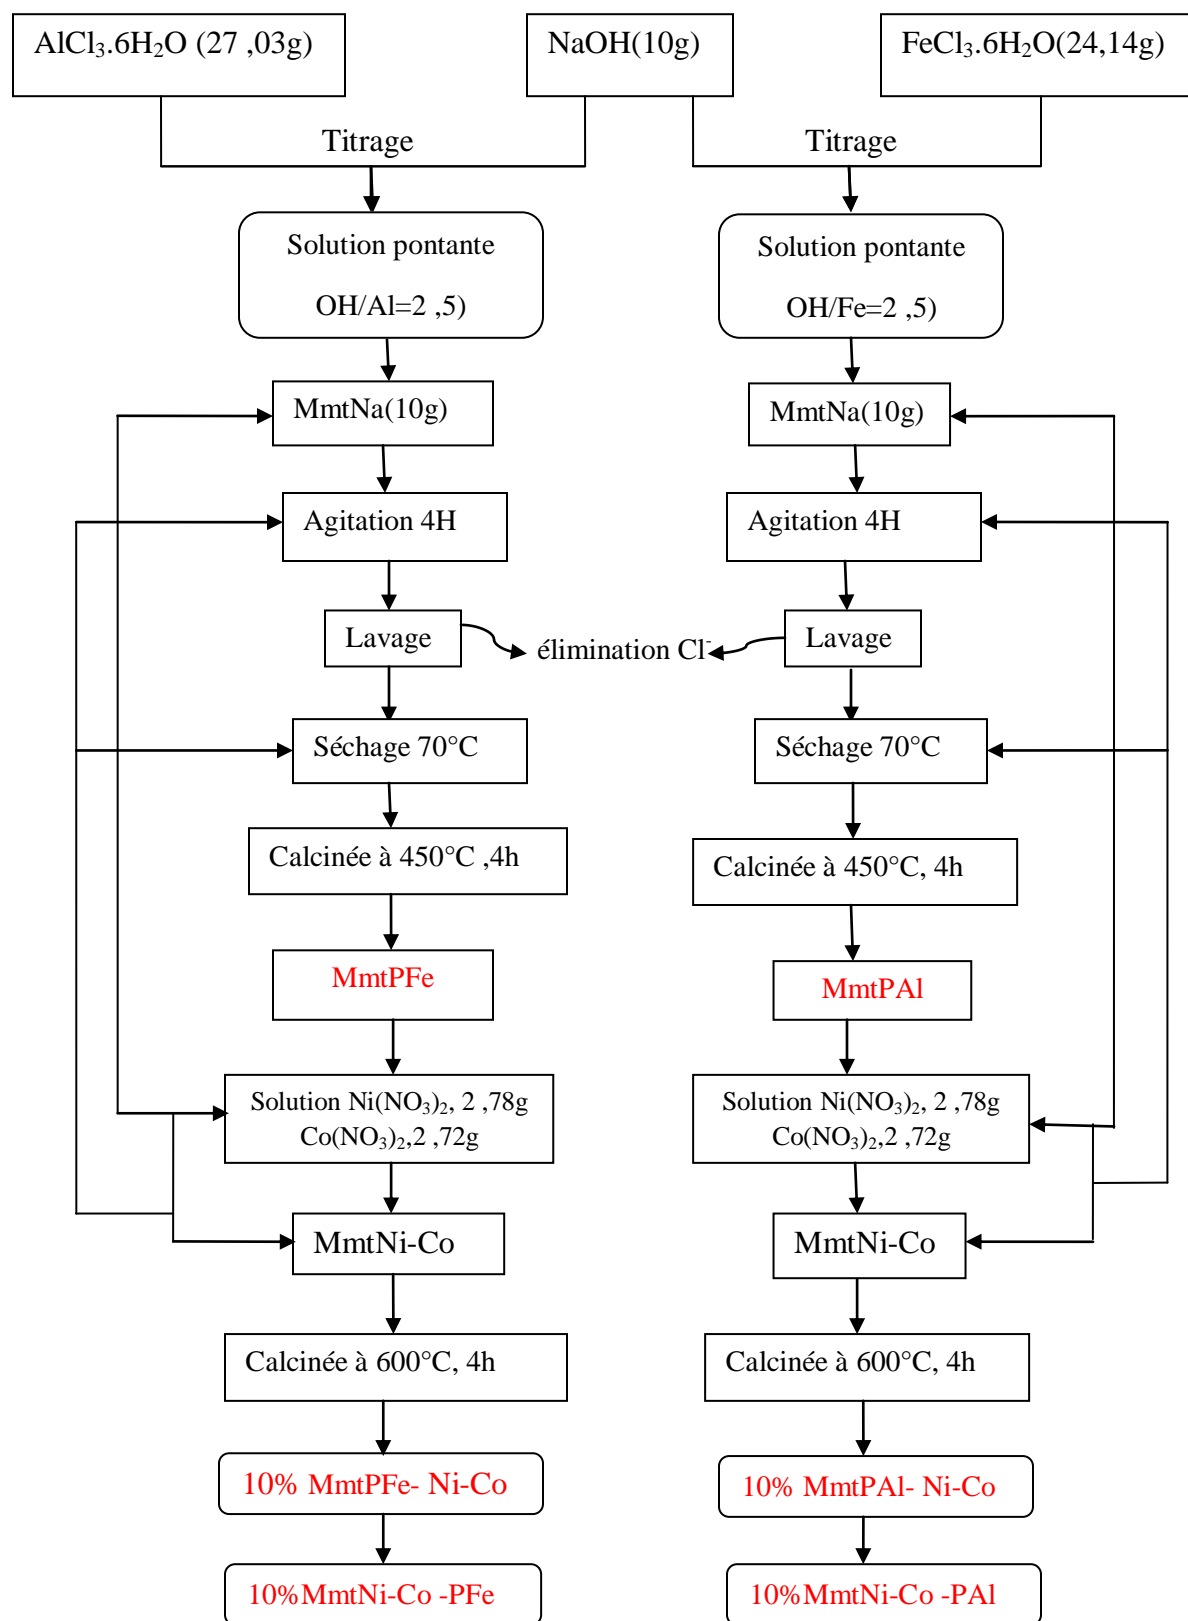 AlCl₃.6H₂O (27 ,03g)
NaOH(10g)
FeCl₃.6H₂O(24,14g)
Titrage
Titrage
Solution pontante
OH/Al=2 ,5)
Solution pontante
OH/Fe=2 ,5)
MmtNa(10g)
MmtNa(10g)
Agitation 4H
Agitation 4H
Lavage
élimination Cl⁻
Lavage
Séchage 70°C
Séchage 70°C
Calcinée à 450°C ,4h
Calcinée à 450°C, 4h
MmtPFe
MmtPAl
Solution Ni(NO₃)₂, 2 ,78g
Co(NO₃)₂,2 ,72g
Solution Ni(NO₃)₂, 2 ,78g
Co(NO₃)₂,2 ,72g
MmtNi-Co
MmtNi-Co
Calcinée à 600°C, 4h
Calcinée à 600°C, 4h
10% MmtPFe- Ni-Co
10% MmtPAl- Ni-Co
10%MmtNi-Co -PFe
10%MmtNi-Co -PAl